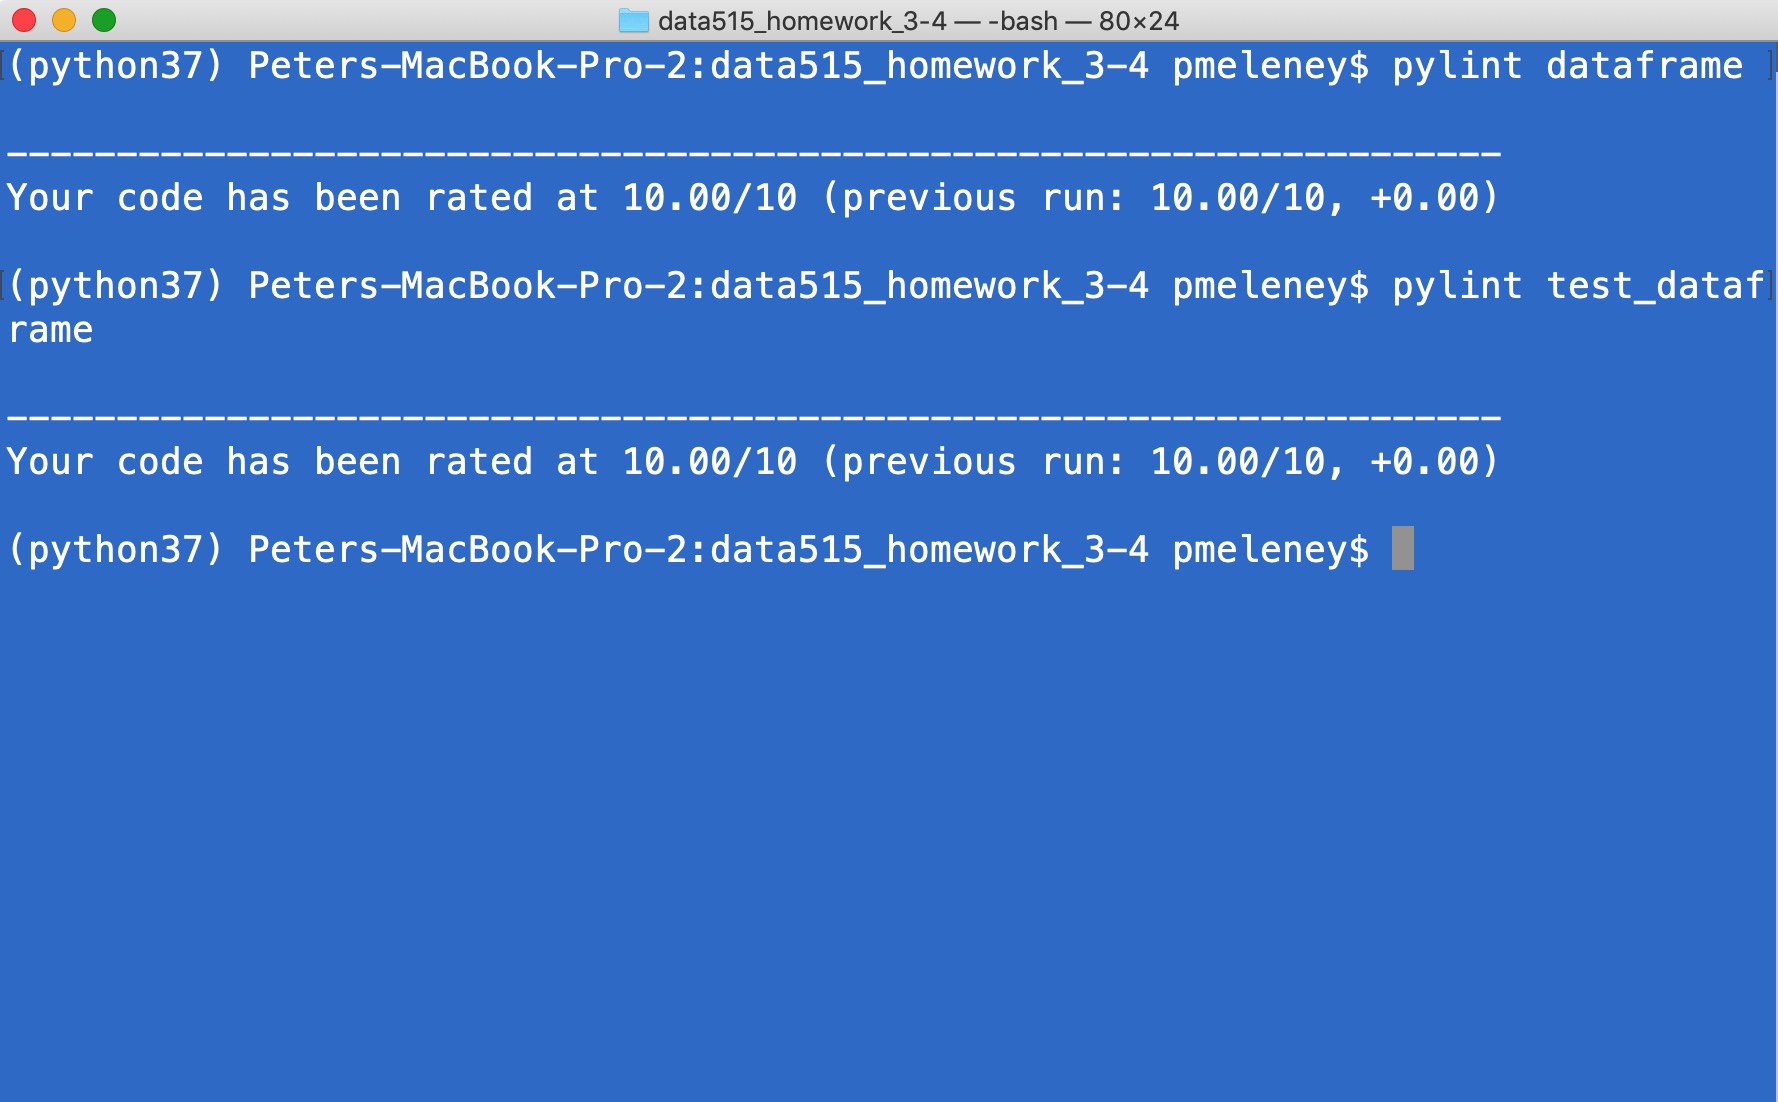 data515_homework_3-4 — -bash — 80×24
(python37) Peters-MacBook-Pro-2:data515_homework_3-4 pmeleney$ pylint dataframe
--------------------------------------------------------------------
Your code has been rated at 10.00/10 (previous run: 10.00/10, +0.00)
(python37) Peters-MacBook-Pro-2:data515_homework_3-4 pmeleney$ pylint test_dataf
rame
--------------------------------------------------------------------
Your code has been rated at 10.00/10 (previous run: 10.00/10, +0.00)
(python37) Peters-MacBook-Pro-2:data515_homework_3-4 pmeleney$